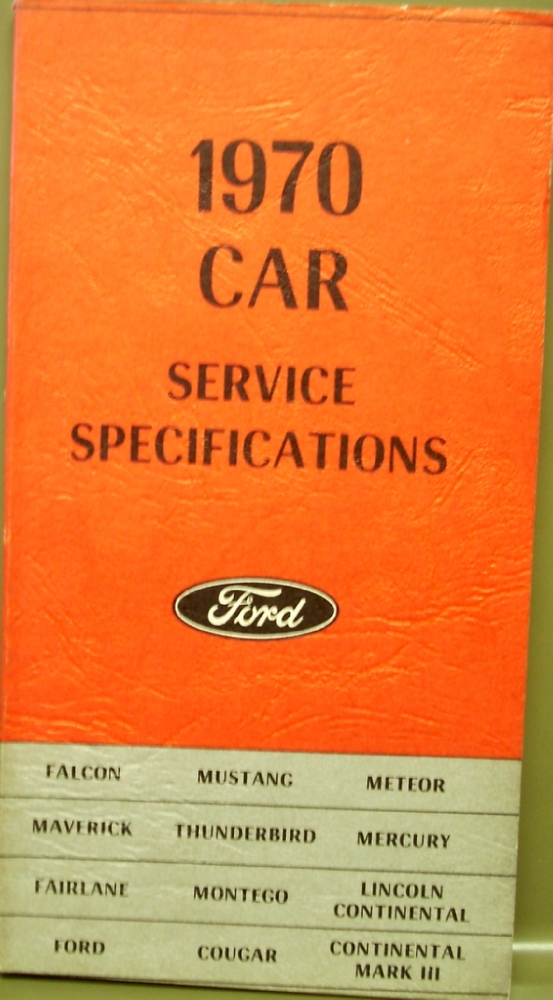 1970
CAR
SERVICE
SPECIFICATIONS
Ford
FALCON MUSTANG METEOR
MAVERICK THUNDERBIRD MERCURY
FAIRLANE MONTEGO LINCOLN CONTINENTAL
FORD COUGAR CONTINENTAL MARK III